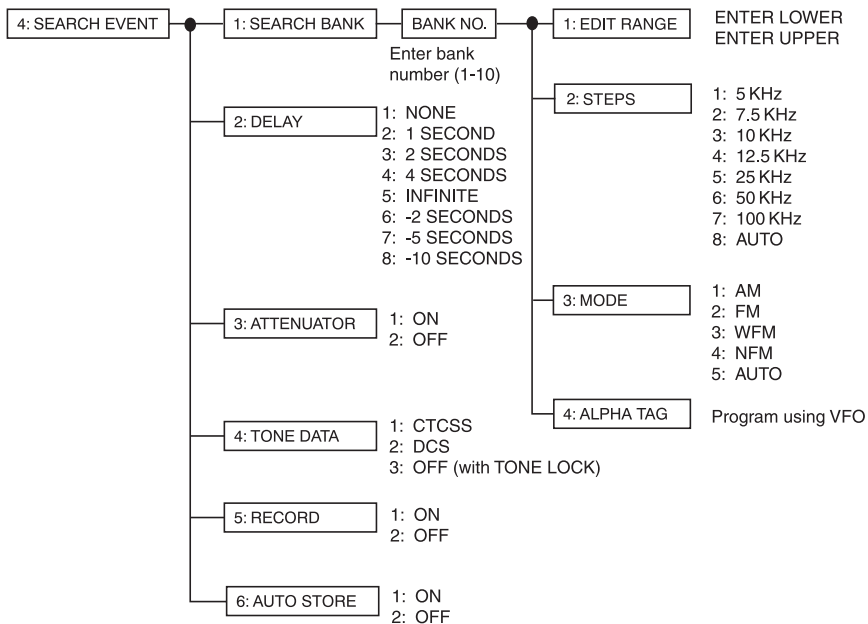 4: SEARCH EVENT
1: SEARCH BANK
BANK NO.
Enter bank
number (1-10)
1: EDIT RANGE
ENTER LOWER
ENTER UPPER
2: STEPS
1: 5 KHz
2: 7.5 KHz
3: 10 KHz
4: 12.5 KHz
5: 25 KHz
6: 50 KHz
7: 100 KHz
8: AUTO
3: MODE
1: AM
2: FM
3: WFM
4: NFM
5: AUTO
4: ALPHA TAG
Program using VFO
2: DELAY
1: NONE
2: 1 SECOND
3: 2 SECONDS
4: 4 SECONDS
5: INFINITE
6: -2 SECONDS
7: -5 SECONDS
8: -10 SECONDS
3: ATTENUATOR
1: ON
2: OFF
4: TONE DATA
1: CTCSS
2: DCS
3: OFF (with TONE LOCK)
5: RECORD
1: ON
2: OFF
6: AUTO STORE
1: ON
2: OFF